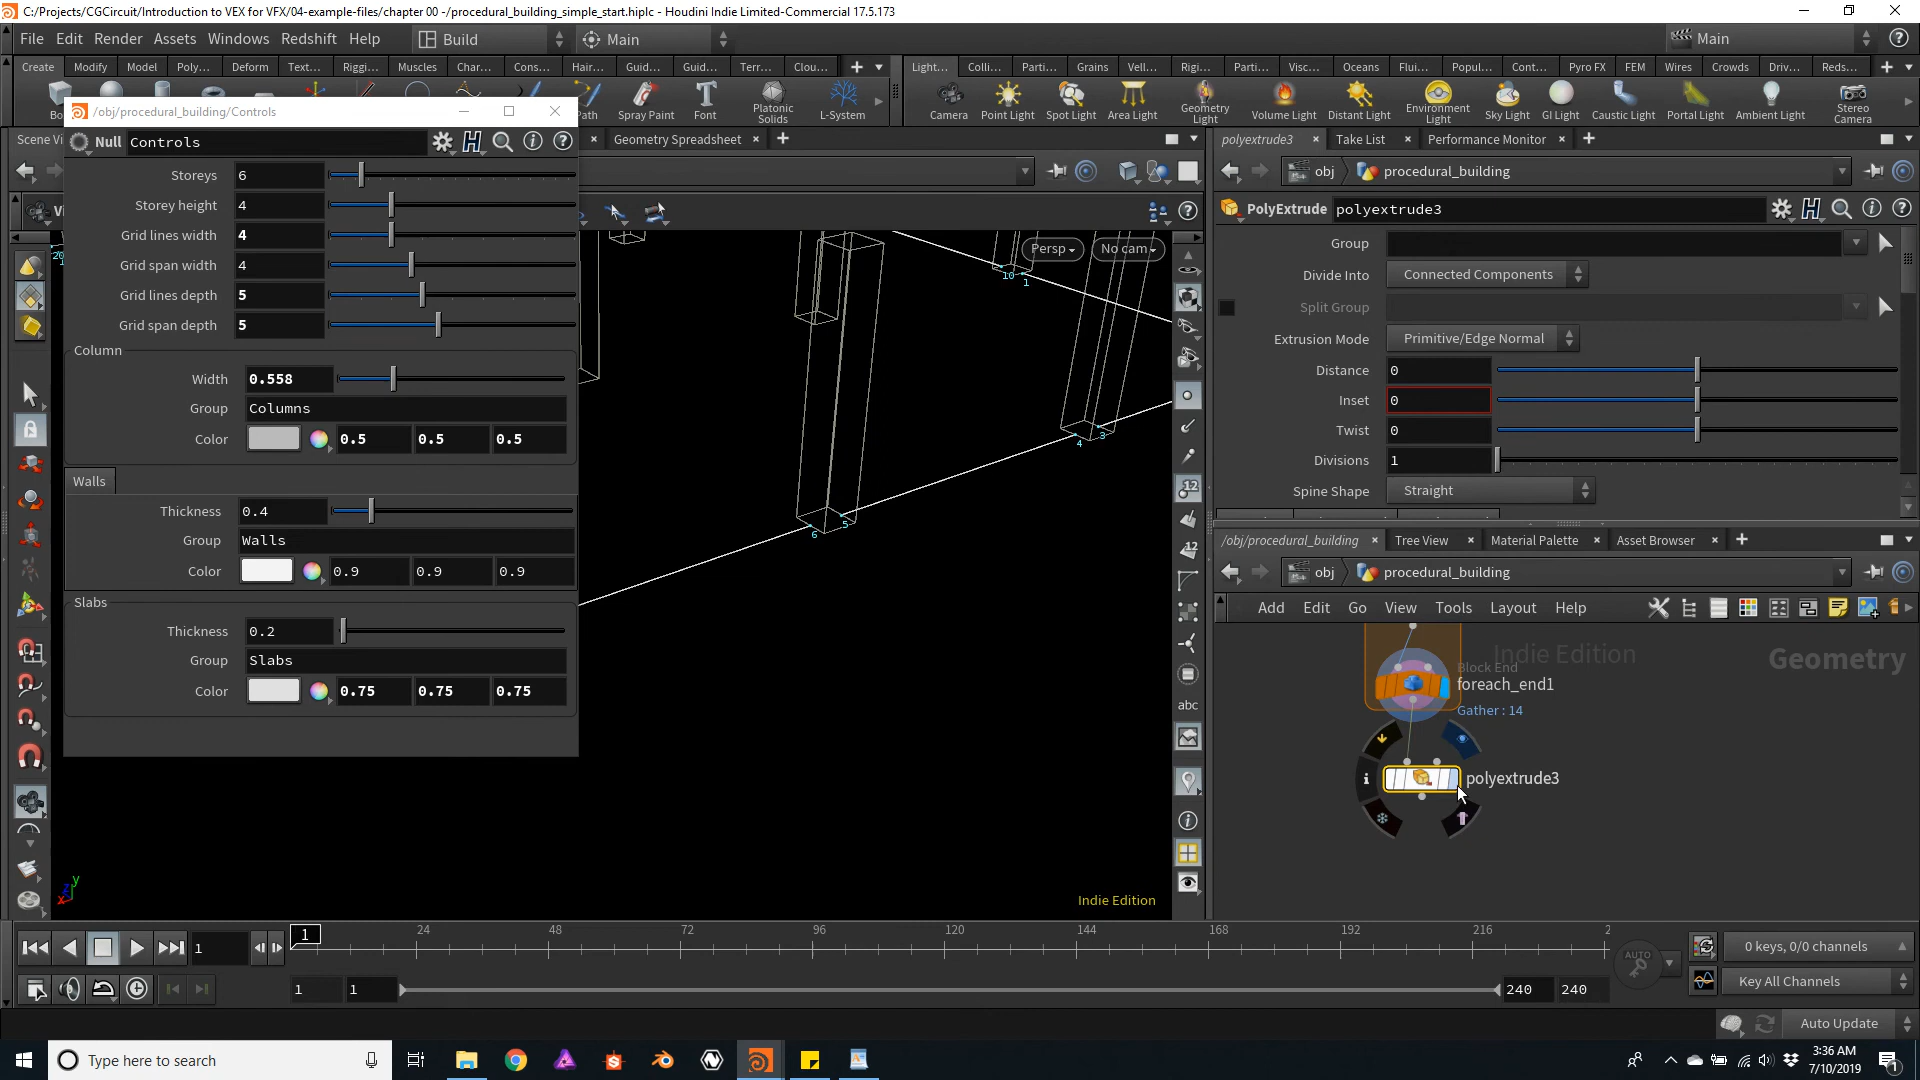 C:/Projects/CGCircuit/Introduction to VEX for VFX/04-example-files/chapter 00 -/procedural_building_simple_start.hiplc - Houdini Indie Limited-Commercial 17.5.173
File Edit Render Assets Windows Redshift Help Build Main Main
Create Modify Model Poly... Deform Text... Riggi... Muscles Char... Cons... Hair... Guid... Guid... Terr... Clou... Light... Colli... Parti... Grains Vell... Rigi... Parti... Visc... Oceans Flui... Popul... Cont... Pyro FX FEM Wires Crowds Driv... Reds...
Spray Paint Font Platonic Solids L-System Camera Point Light Spot Light Area Light Geometry Light Volume Light Distant Light Environment Light Sky Light GI Light Caustic Light Portal Light Ambient Light Stereo Camera
/obj/procedural_building/Controls
Null Controls
Storeys 6
Storey height 4
Grid lines width 4
Grid span width 4
Grid lines depth 5
Grid span depth 5
Column
Width 0.558
Group Columns
Color 0.5 0.5 0.5
Walls
Thickness 0.4
Group Walls
Color 0.9 0.9 0.9
Slabs
Thickness 0.2
Group Slabs
Color 0.75 0.75 0.75
Geometry Spreadsheet
Persp No cam
10 1
4 3
6 5
12
12
abc
y
z
x
Indie Edition
polyextrude3 Take List Performance Monitor
obj procedural_building
PolyExtrude polyextrude3
Group
Divide Into Connected Components
Split Group
Extrusion Mode Primitive/Edge Normal
Distance 0
Inset 0
Twist 0
Divisions 1
Spine Shape Straight
/obj/procedural_building Tree View Material Palette Asset Browser
obj procedural_building
Add Edit Go View Tools Layout Help
Indie Edition Geometry
Block End
foreach_end1
Gather : 14
polyextrude3
1 1 24 48 72 96 120 144 168 192 216 2
1 1 240 240
AUTO
0 keys, 0/0 channels
Key All Channels
Auto Update
Type here to search
3:36 AM
7/10/2019
1